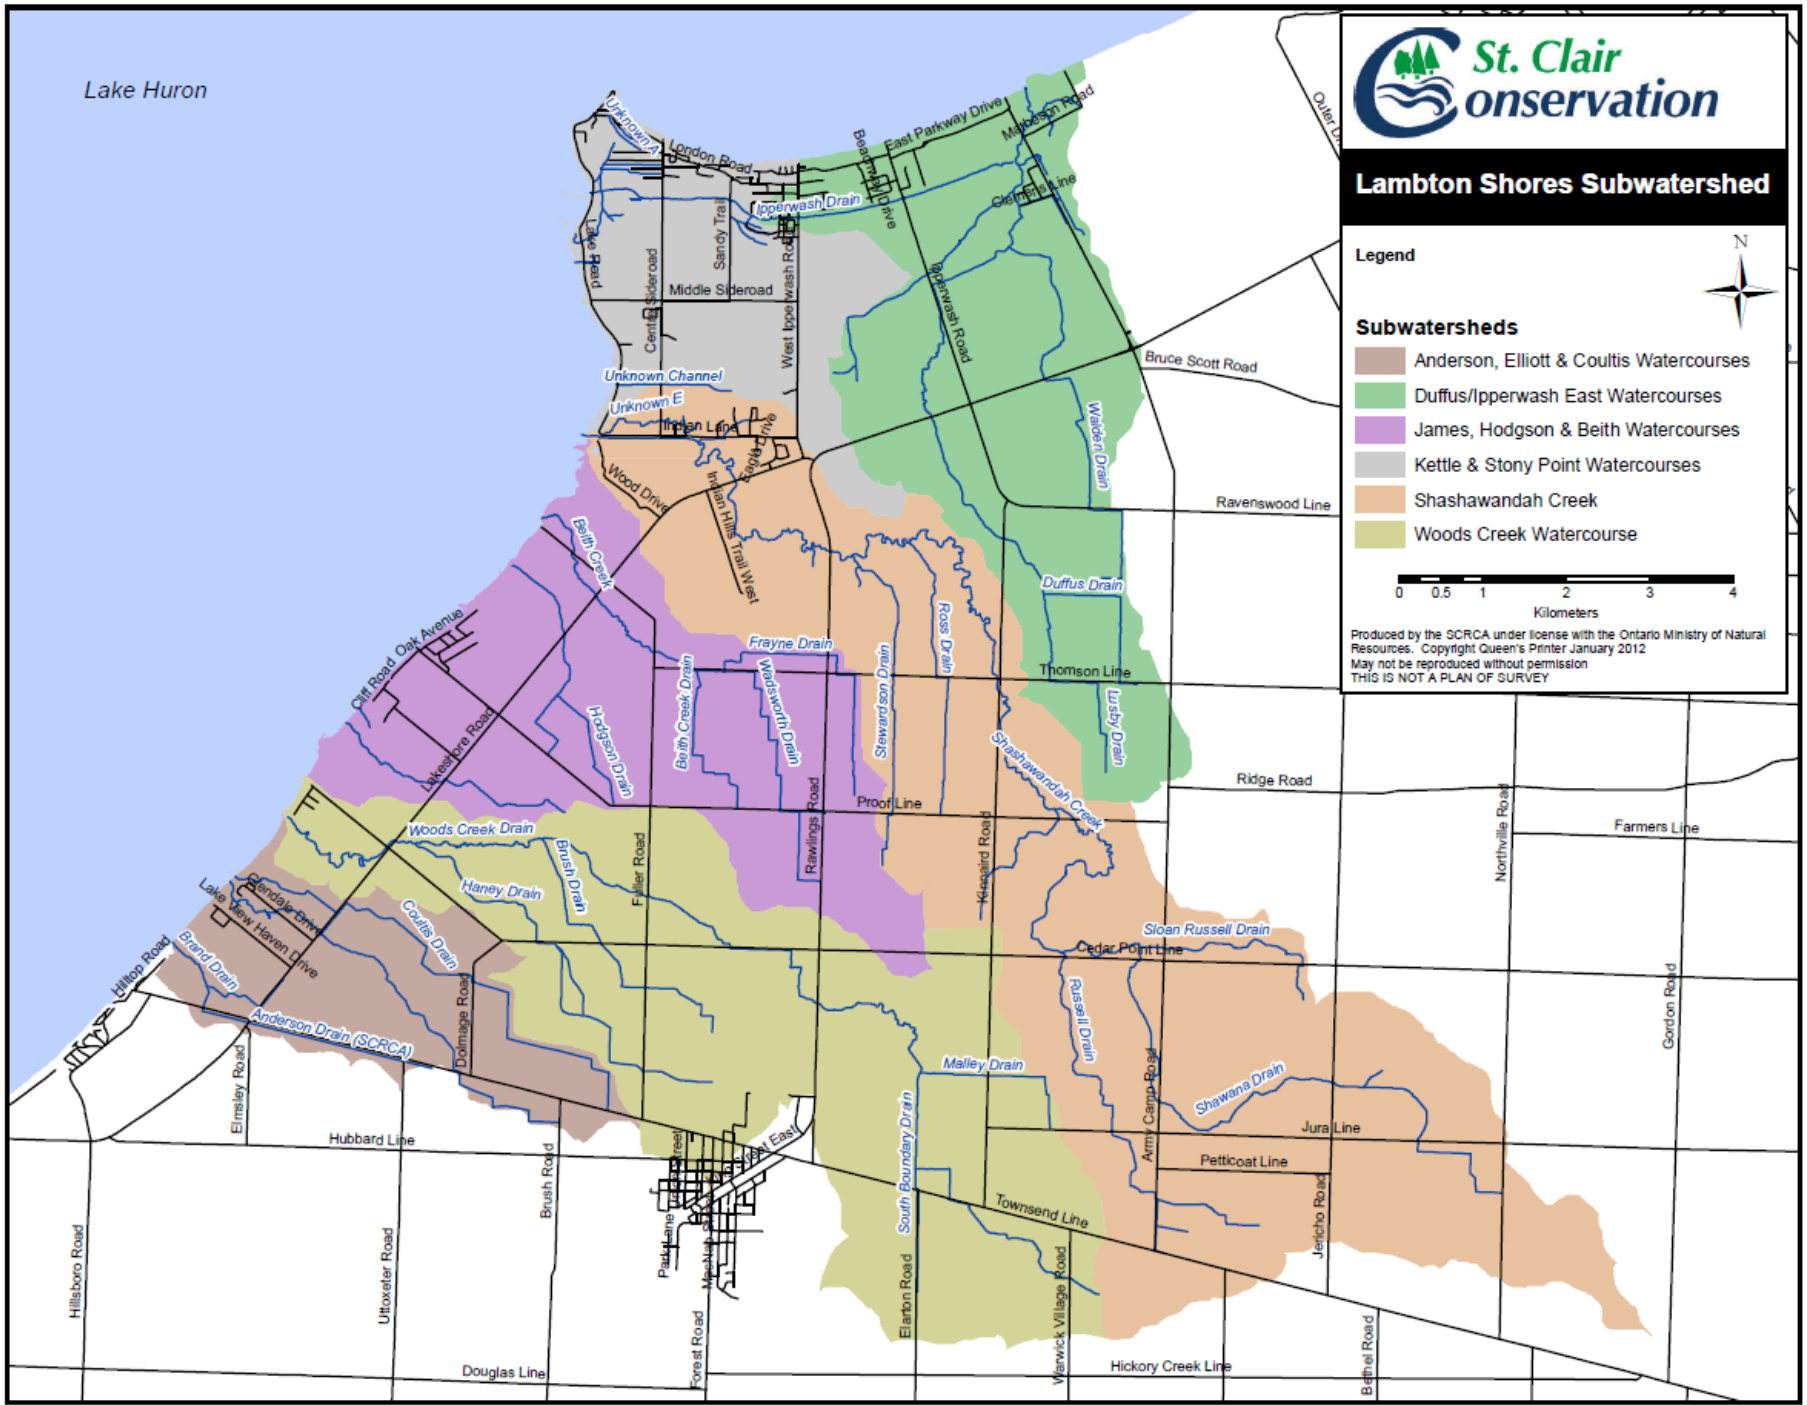 Lake Huron
St. Clair
Conservation
Lambton Shores Subwatershed
Legend
N
Subwatersheds
Anderson, Elliott & Coultis Watercourses
Duffus/Ipperwash East Watercourses
James, Hodgson & Beith Watercourses
Kettle & Stony Point Watercourses
Shashawandah Creek
Woods Creek Watercourse
0 0.5 1 2 3 4
Kilometers
Produced by the SCRCA under license with the Ontario Ministry of Natural
Resources. Copyright Queen's Printer January 2012
May not be reproduced without permission
THIS IS NOT A PLAN OF SURVEY
Unknown A
London Road
Beachway Drive
East Parkway Drive
Matheson Road
Outer
Clemens Line
Ipperwash Drain
Lake Road
Sandy Trail
Central Sideroad
Middle Sideroad
West Ipperwash Road
Ipperwash Road
Bruce Scott Road
Unknown Channel
Unknown E
Indian Lane
Eagle Drive
Wood Drive
Indian Hills Trail West
Walden Drain
Ravenswood Line
Beith Creek
Duffus Drain
Ross Drain
Oak Avenue
Cliff Road
Frayne Drain
Beith Creek Drain
Wadsworth Drain
Stewardson Drain
Thomson Line
Lusby Drain
Hodgson Drain
Lakeshore Road
Shashawandah Creek
Ridge Road
Proof Line
Rawlings Road
Kinnaird Road
Northville Road
Farmers Line
Woods Creek Drain
Brush Drain
Fuller Road
Haney Drain
Glendale Drive
Lake View Haven Drive
Coultis Drain
Brand Drain
Hilltop Road
Sloan Russell Drain
Cedar Point Line
Russell Drain
Gordon Road
Anderson Drain (SCRCA)
Dolmage Road
Elmsley Road
Malley Drain
Army Camp Road
Shawana Drain
South Boundary Drain
Hubbard Line
Brush Road
Street East
Jura Line
Petticoat Line
Townsend Line
Jericho Road
Hillsboro Road
Uttoxeter Road
Park Lane
Street
Forest Road
Elarton Road
Warwick Village Road
Bethel Road
Douglas Line
Hickory Creek Line